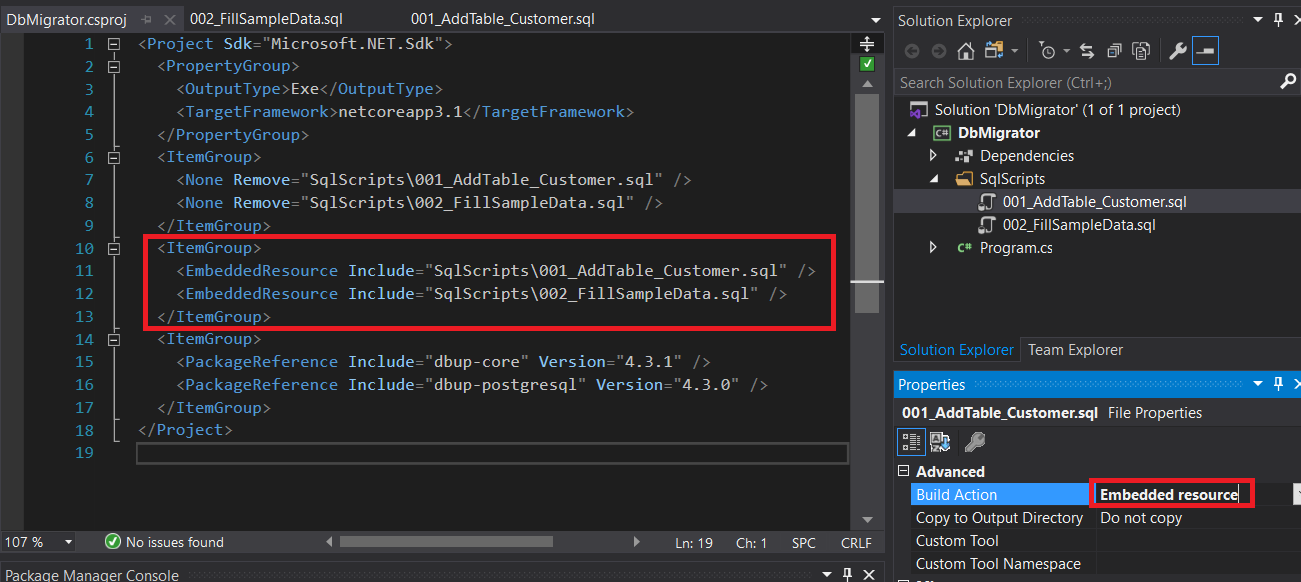 DbMigrator.csproj
002_FillSampleData.sql
001_AddTable_Customer.sql
1 <Project Sdk="Microsoft.NET.Sdk">
2 <PropertyGroup>
3 <OutputType>Exe</OutputType>
4 <TargetFramework>netcoreapp3.1</TargetFramework>
5 </PropertyGroup>
6 <ItemGroup>
7 <None Remove="SqlScripts\001_AddTable_Customer.sql" />
8 <None Remove="SqlScripts\002_FillSampleData.sql" />
9 </ItemGroup>
10 <ItemGroup>
11 <EmbeddedResource Include="SqlScripts\001_AddTable_Customer.sql" />
12 <EmbeddedResource Include="SqlScripts\002_FillSampleData.sql" />
13 </ItemGroup>
14 <ItemGroup>
15 <PackageReference Include="dbup-core" Version="4.3.1" />
16 <PackageReference Include="dbup-postgresql" Version="4.3.0" />
17 </ItemGroup>
18 </Project>
19
107 %
No issues found
Ln: 19
Ch: 1
SPC
CRLF
Package Manager Console
Solution Explorer
Search Solution Explorer (Ctrl+;)
Solution 'DbMigrator' (1 of 1 project)
C# DbMigrator
Dependencies
SqlScripts
001_AddTable_Customer.sql
002_FillSampleData.sql
C# Program.cs
Solution Explorer
Team Explorer
Properties
001_AddTable_Customer.sql File Properties
Advanced
Build Action Embedded resource
Copy to Output Directory Do not copy
Custom Tool
Custom Tool Namespace